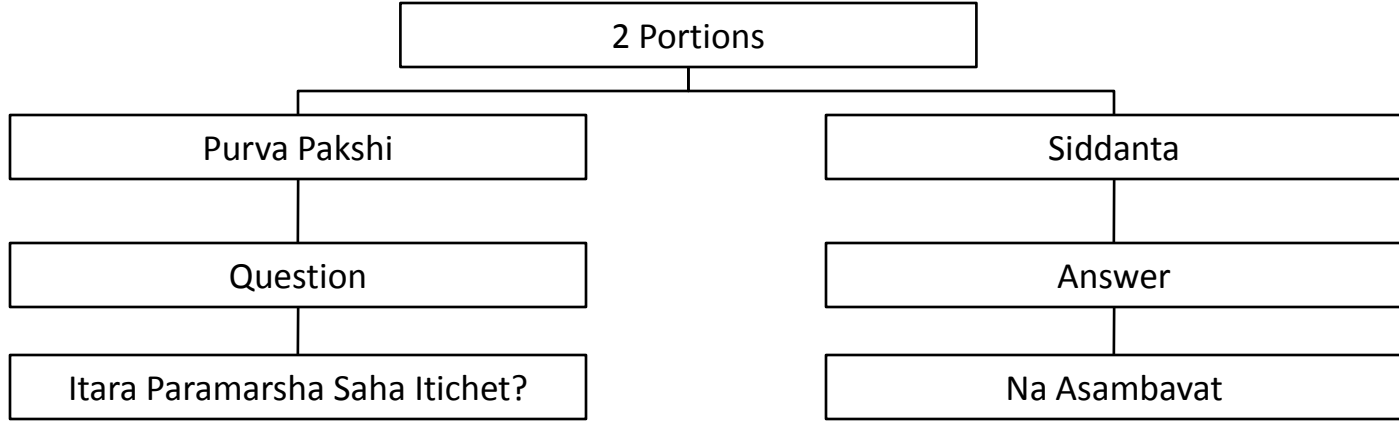 2 Portions
Purva Pakshi
Siddanta
Question
Answer
Itara Paramarsha Saha Itichet?
Na Asambavat